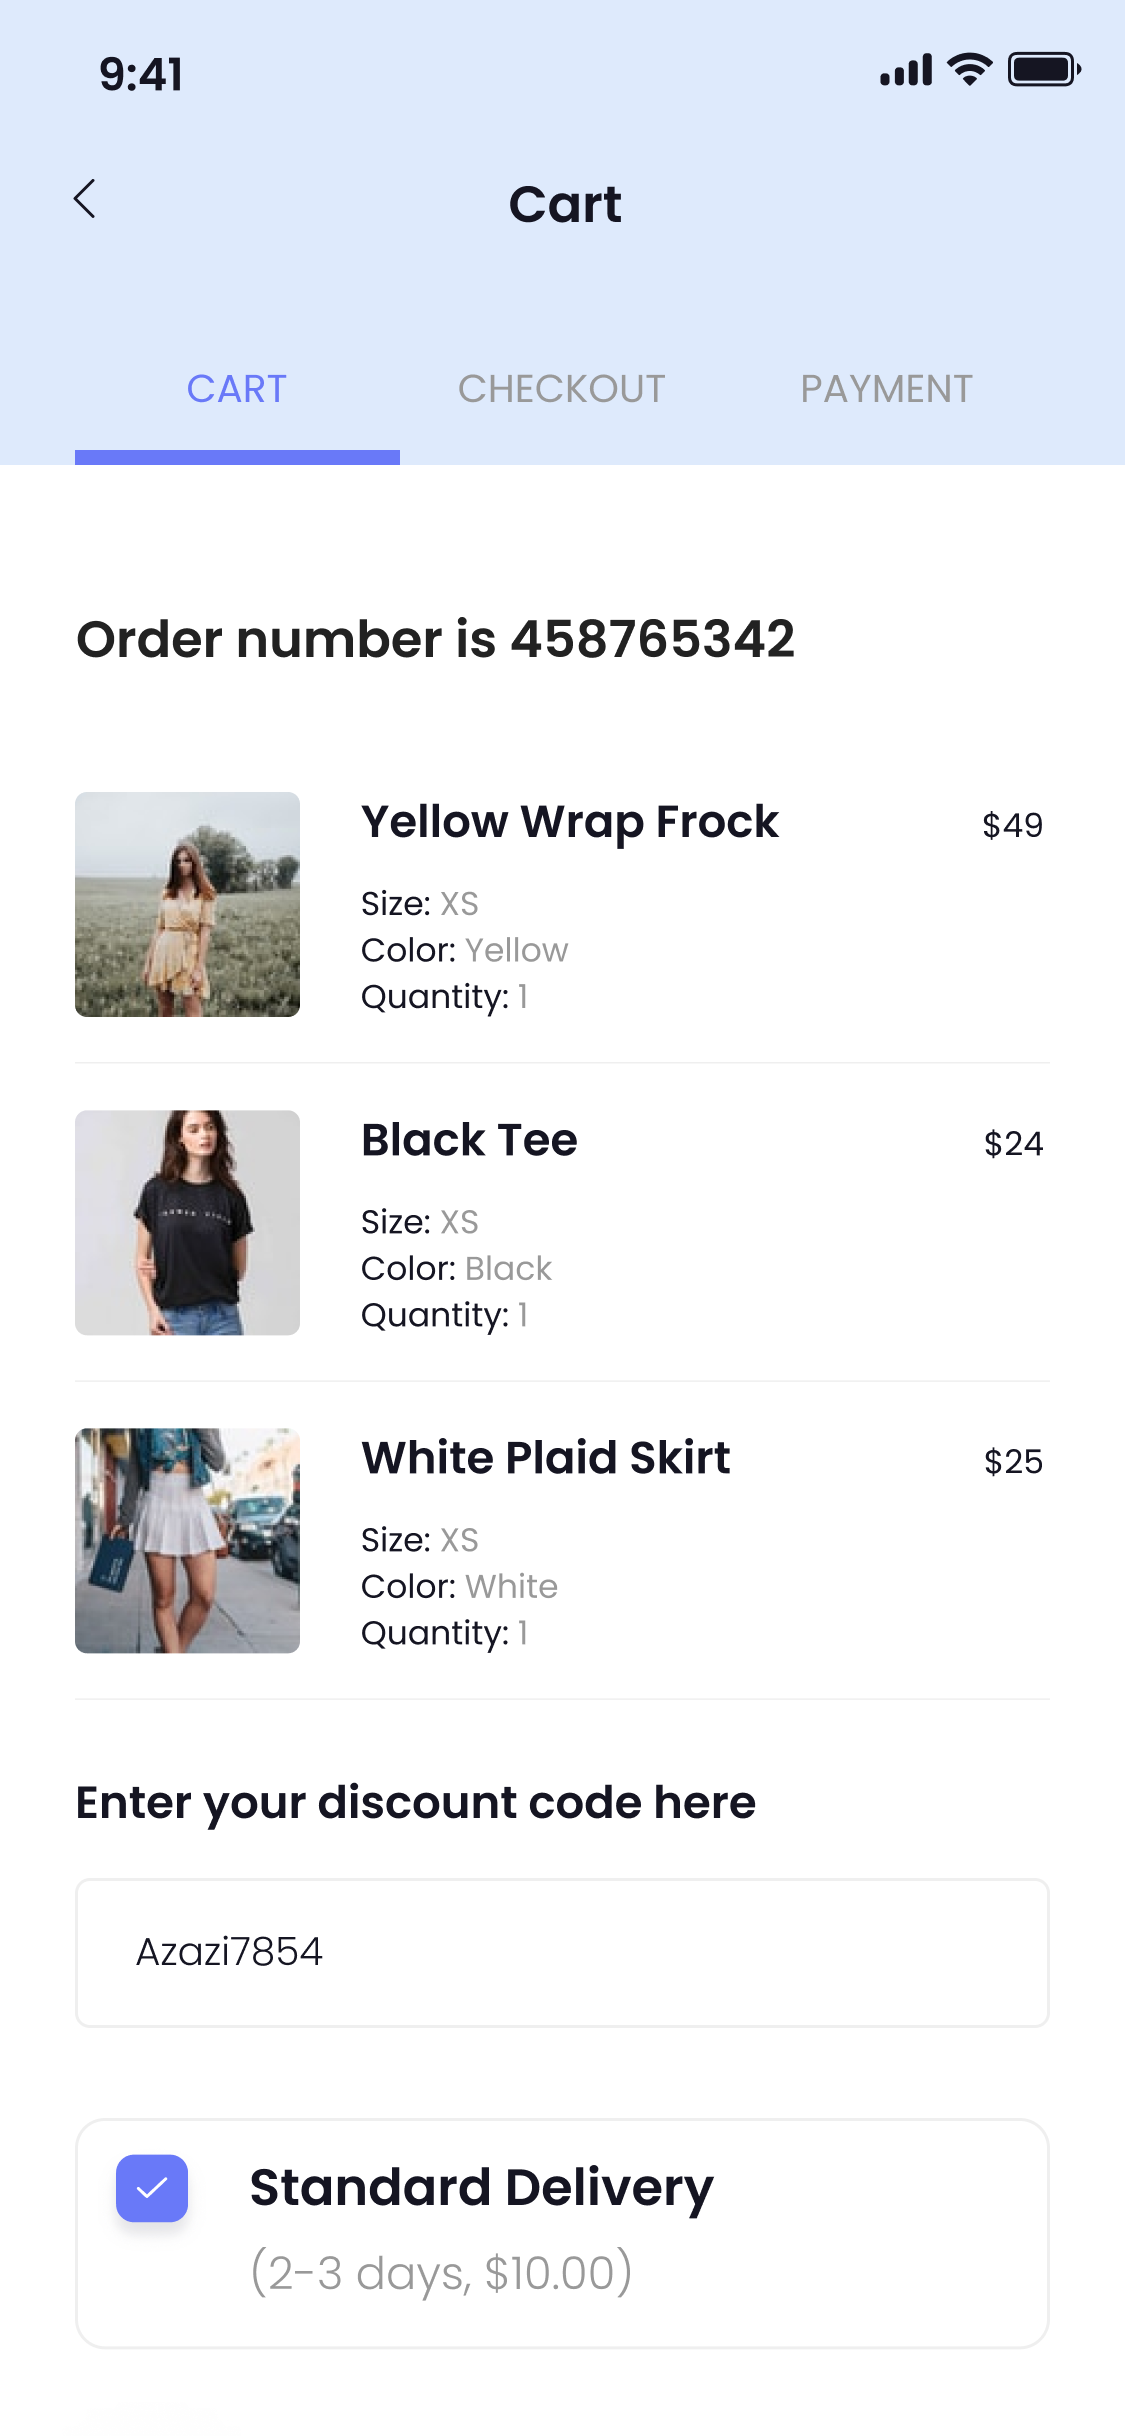 9:41
Cart
CART
CHECKOUT
PAYMENT
Order number is 458765342
Yellow Wrap Frock
$49
Size: XS
Color: Yellow
Quantity: 1
Black Tee
$24
Size: XS
Color: Black
Quantity: 1
White Plaid Skirt
$25
Size: XS
Color: White
Quantity: 1
Enter your discount code here
Azazi7854
Standard Delivery
(2-3 days, $10.00)